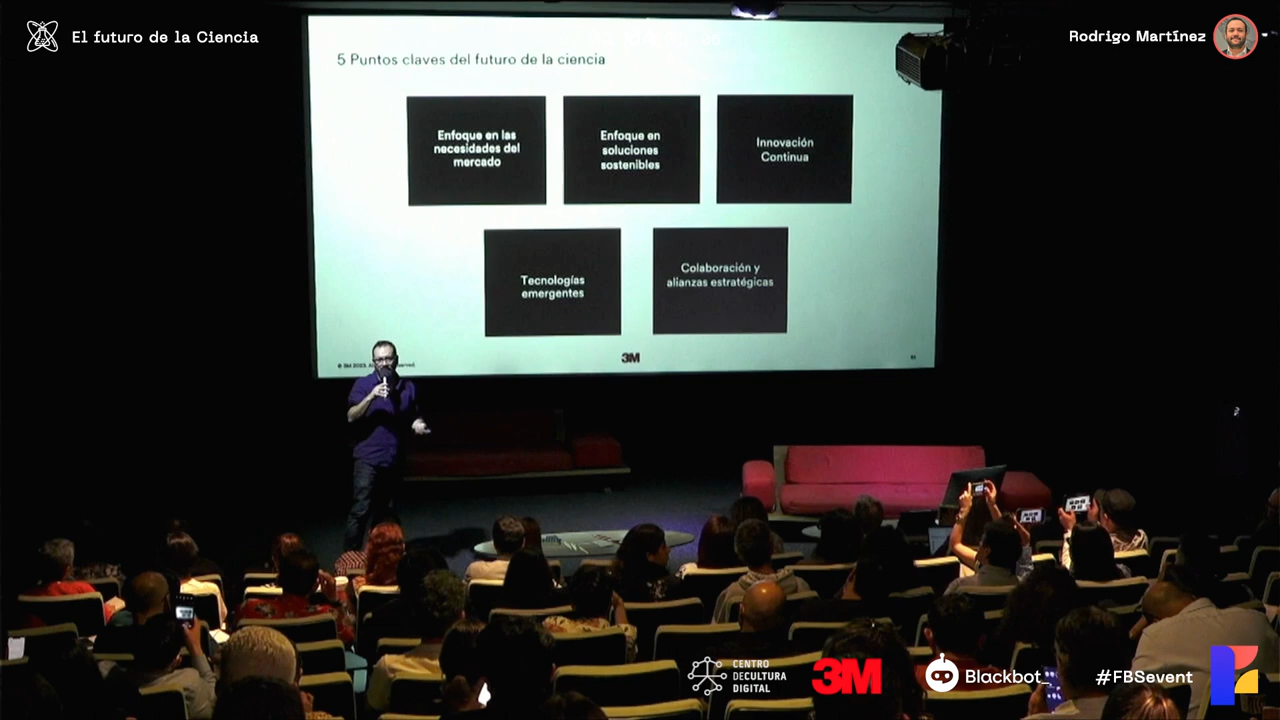 El futuro de la Ciencia
Rodrigo Martínez
5 Puntos claves del futuro de la ciencia
Enfoque en las
necesidades del
mercado
Enfoque en
soluciones
sostenibles
Innovación
Continua
Tecnologías
emergentes
Colaboración y
alianzas estratégicas
3M
CENTRO
DECULTURA
DIGITAL
3M
Blackbot_
#FBSevent